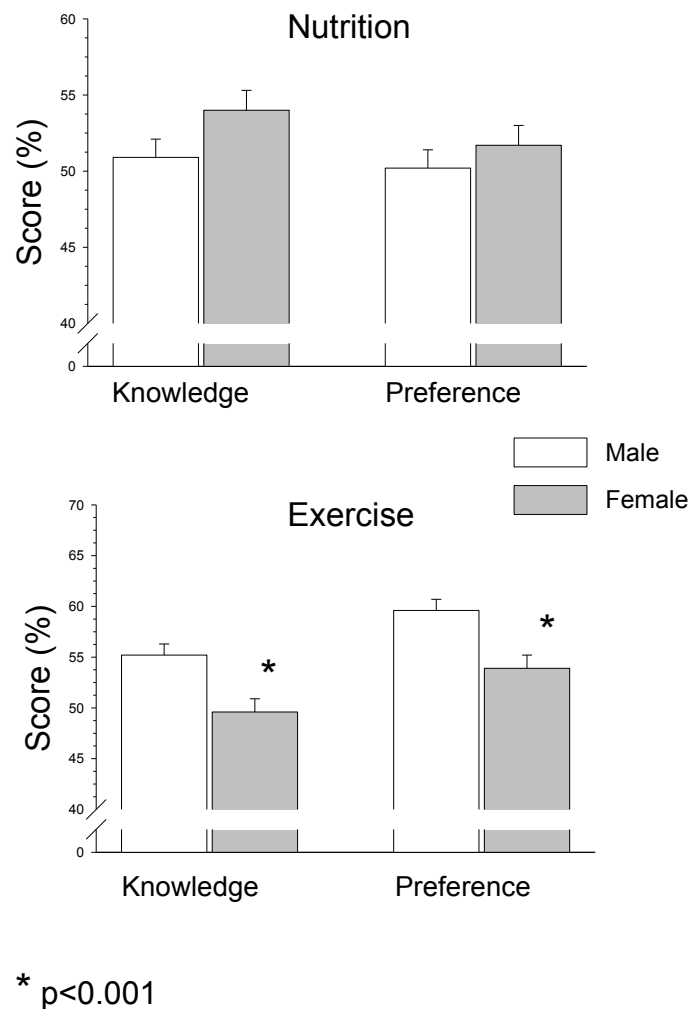 Nutrition
Score (%)
60
55
50
45
40
0
Knowledge Preference
Male
Female
Exercise
Score (%)
70
65
60
55
50
45
40
0
*
*
Knowledge Preference
* p<0.001